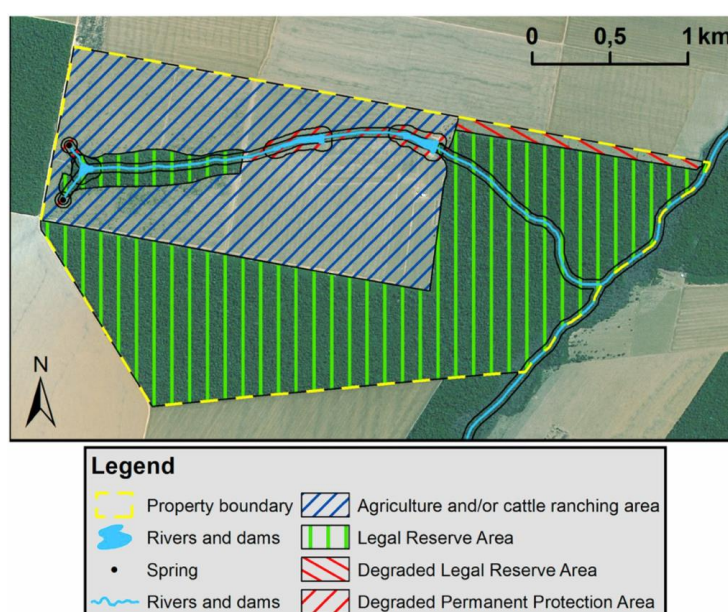 0 0,5 1 km
N
Legend
Property boundary
Agriculture and/or cattle ranching area
Rivers and dams
Legal Reserve Area
Spring
Degraded Legal Reserve Area
Rivers and dams
Degraded Permanent Protection Area